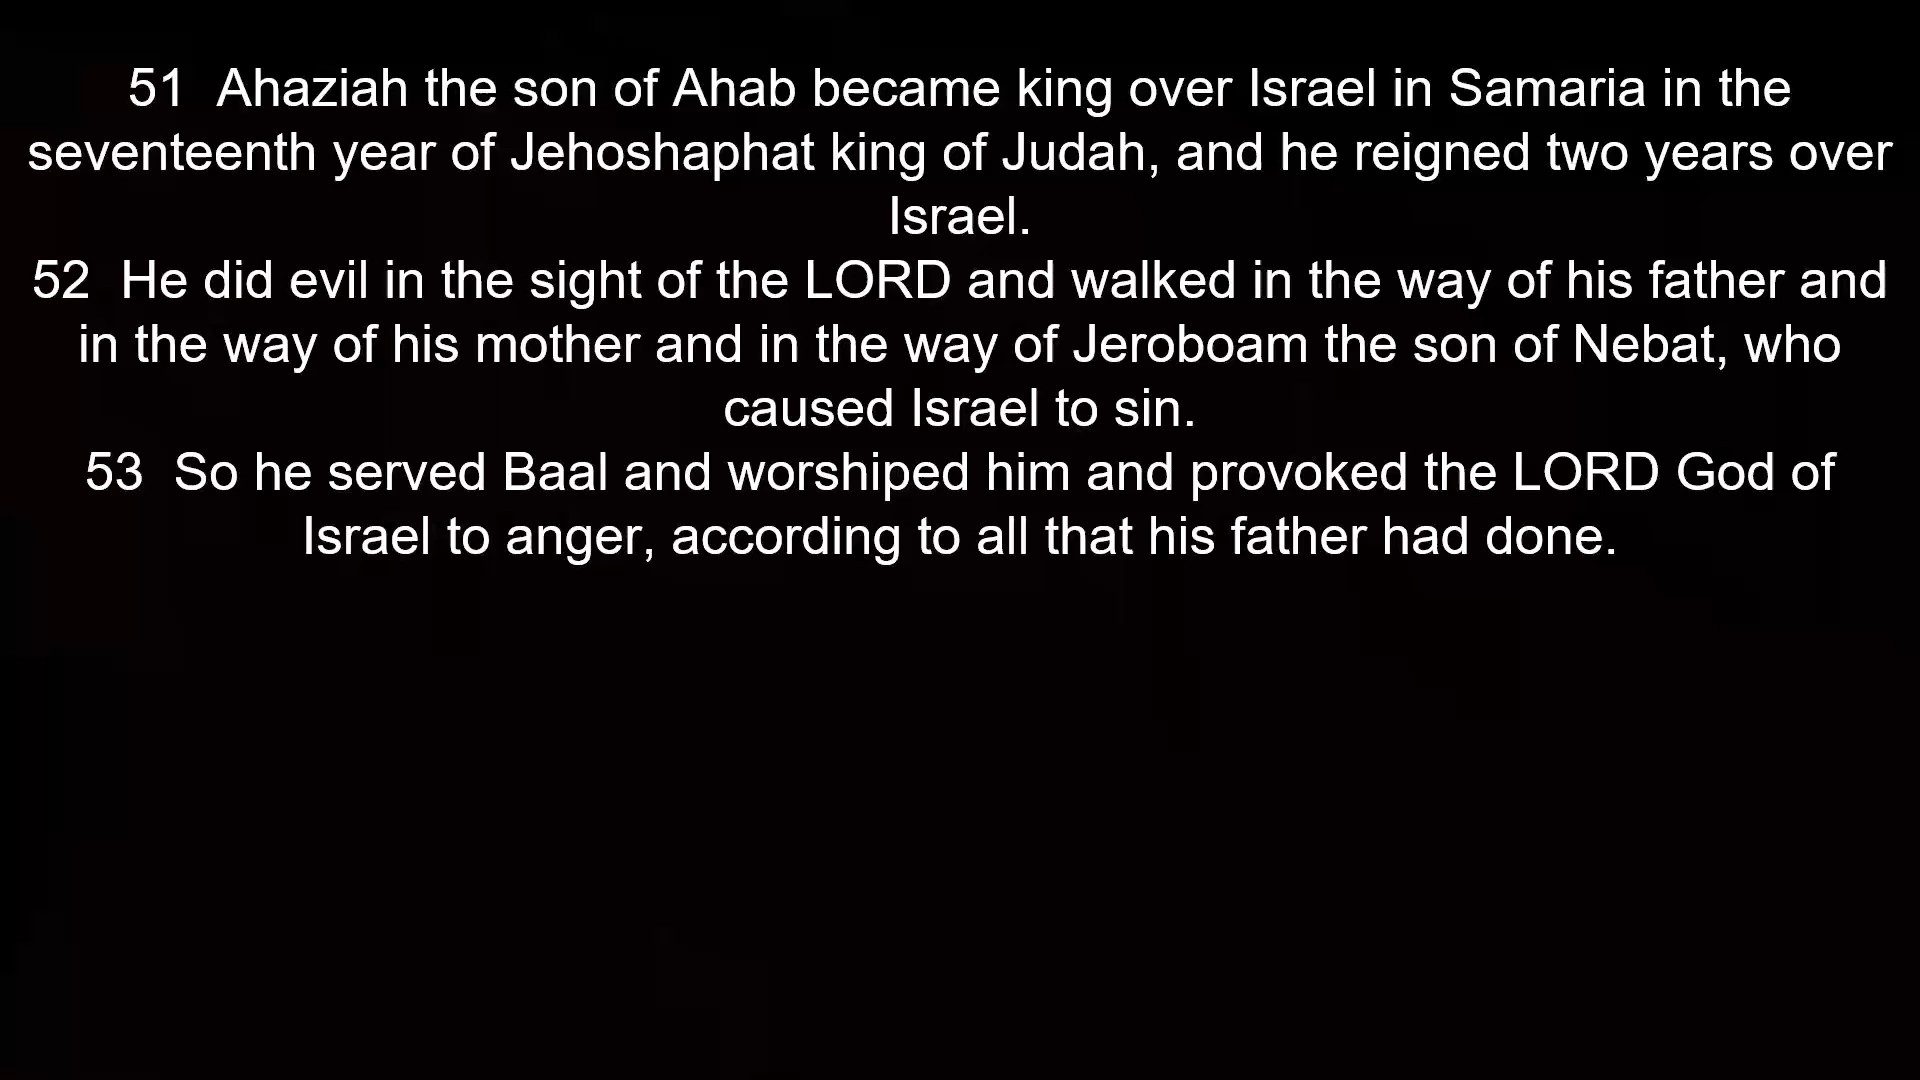 51  Ahaziah the son of Ahab became king over Israel in Samaria in the
seventeenth year of Jehoshaphat king of Judah, and he reigned two years over
Israel.
52  He did evil in the sight of the LORD and walked in the way of his father and
in the way of his mother and in the way of Jeroboam the son of Nebat, who
caused Israel to sin.
53  So he served Baal and worshiped him and provoked the LORD God of
Israel to anger, according to all that his father had done.